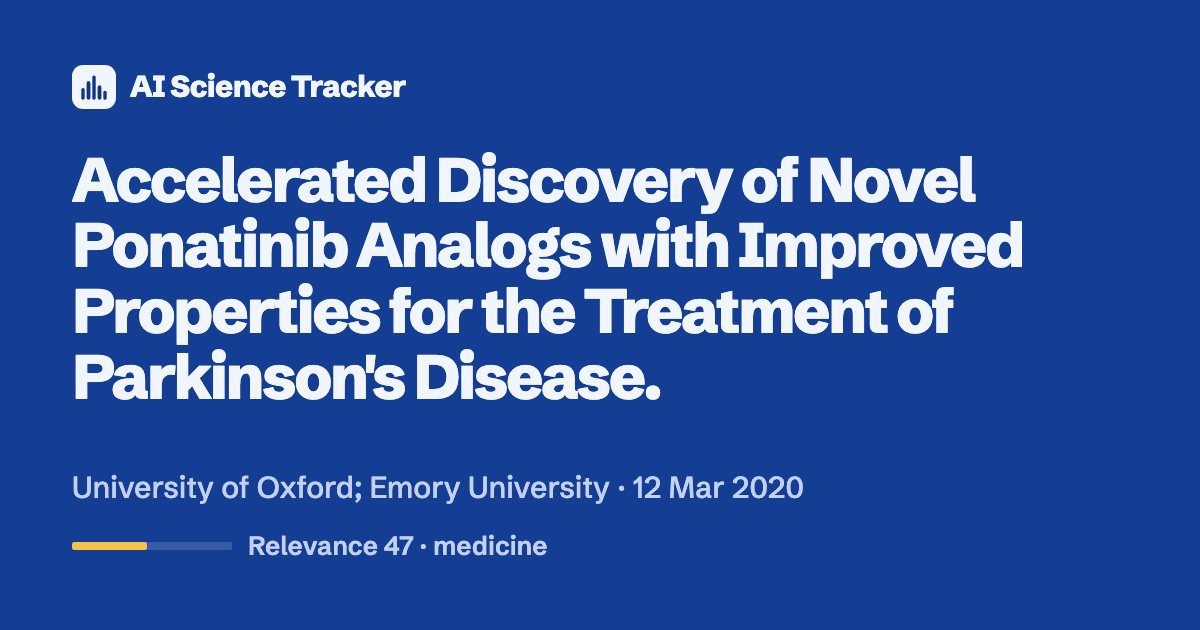 AI Science Tracker
Accelerated Discovery of Novel
Ponatinib Analogs with Improved
Properties for the Treatment of
Parkinson's Disease.
University of Oxford; Emory University · 12 Mar 2020
Relevance 47 · medicine